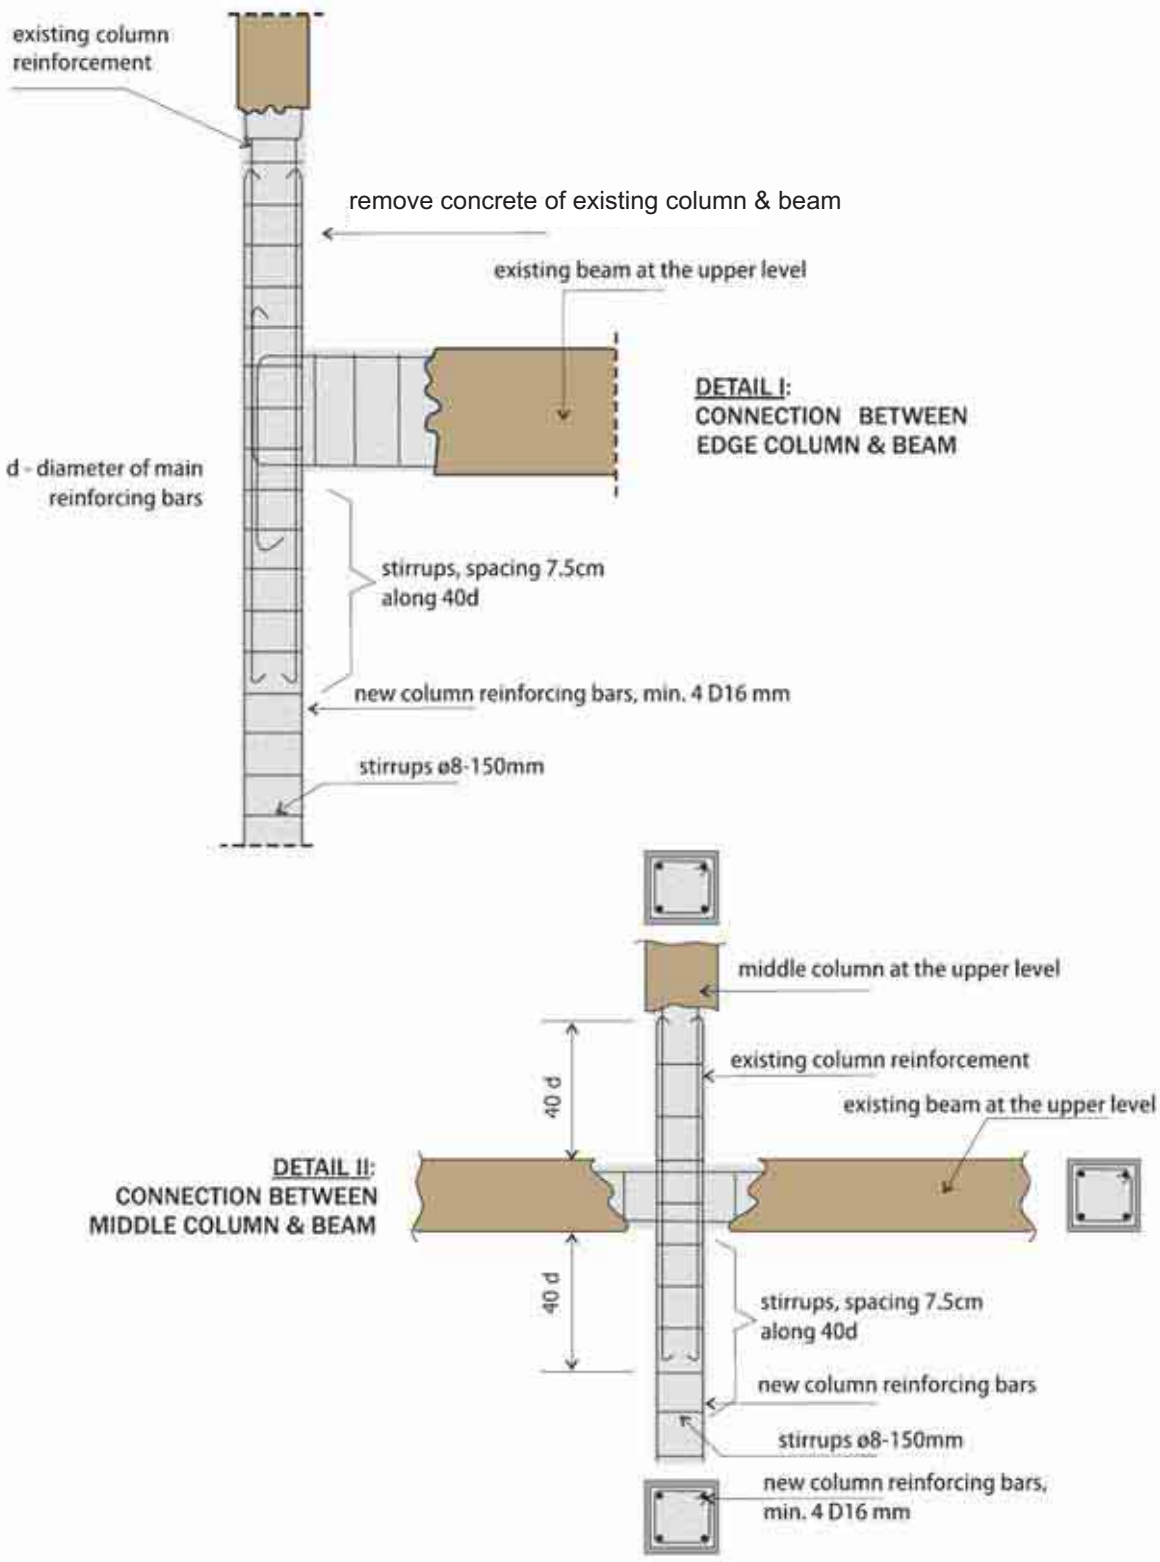 existing column
reinforcement
remove concrete of existing column & beam
existing beam at the upper level
DETAIL I:
CONNECTION BETWEEN
EDGE COLUMN & BEAM
d - diameter of main
reinforcing bars
stirrups, spacing 7.5cm
along 40d
new column reinforcing bars, min. 4 D16 mm
stirrups ø8-150mm
middle column at the upper level
40 d
existing column reinforcement
existing beam at the upper level
DETAIL II:
CONNECTION BETWEEN
MIDDLE COLUMN & BEAM
40 d
stirrups, spacing 7.5cm
along 40d
new column reinforcing bars
stirrups ø8-150mm
new column reinforcing bars,
min. 4 D16 mm